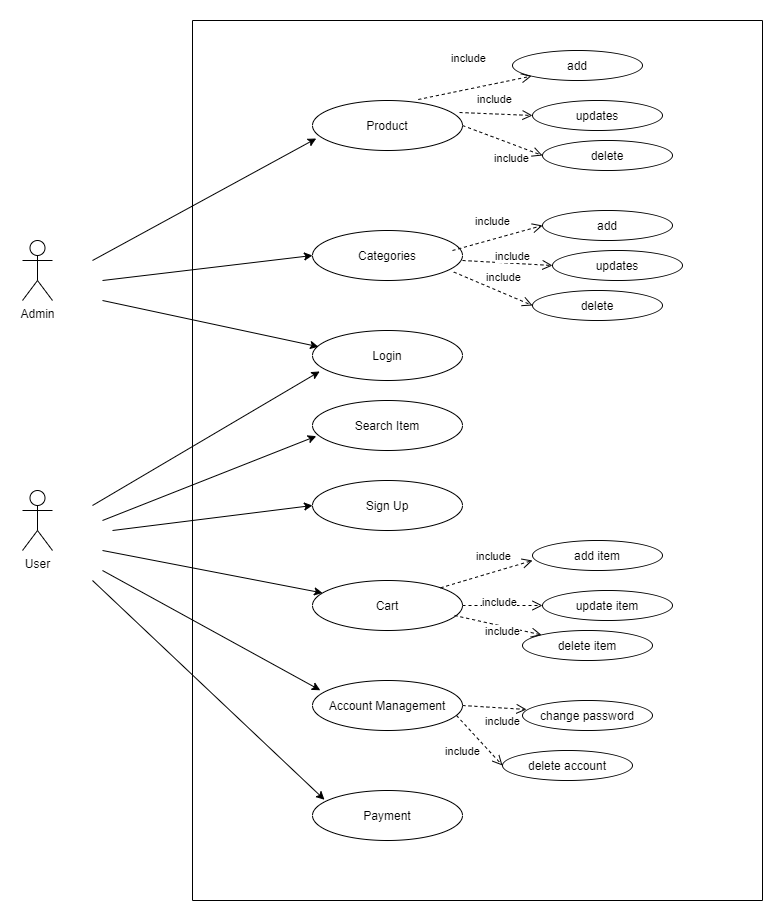 include
add
include
Product
updates
include
delete
include
add
Categories
include
updates
include
delete
Admin
Login
Search Item
Sign Up
User
include
add item
Cart
include
update item
include
delete item
Account Management
include
change password
include
delete account
Payment